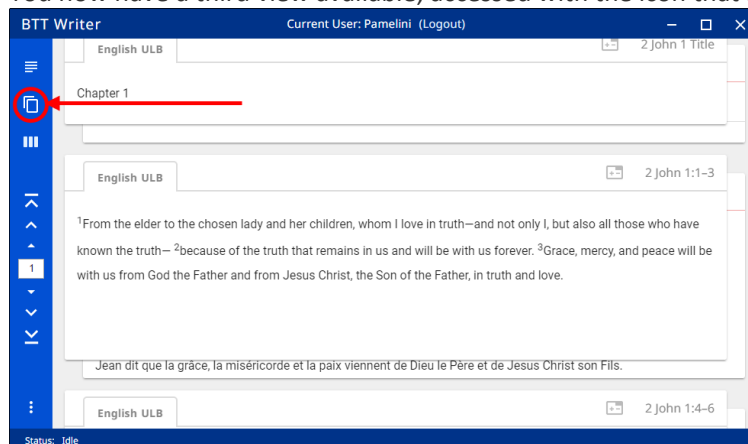 You now have a third view available, accessed with the icon that
BTT Writer Current User: Pamelini (Logout)
English ULB 2 John 1 Title
Chapter 1
English ULB 2 John 1:1–3
1From the elder to the chosen lady and her children, whom I love in truth—and not only I, but also all those who have
known the truth— 2because of the truth that remains in us and will be with us forever. 3Grace, mercy, and peace will be
with us from God the Father and from Jesus Christ, the Son of the Father, in truth and love.
1
Jean dit que la grâce, la miséricorde et la paix viennent de Dieu le Père et de Jesus Christ son Fils.
English ULB 2 John 1:4–6
Status: Idle